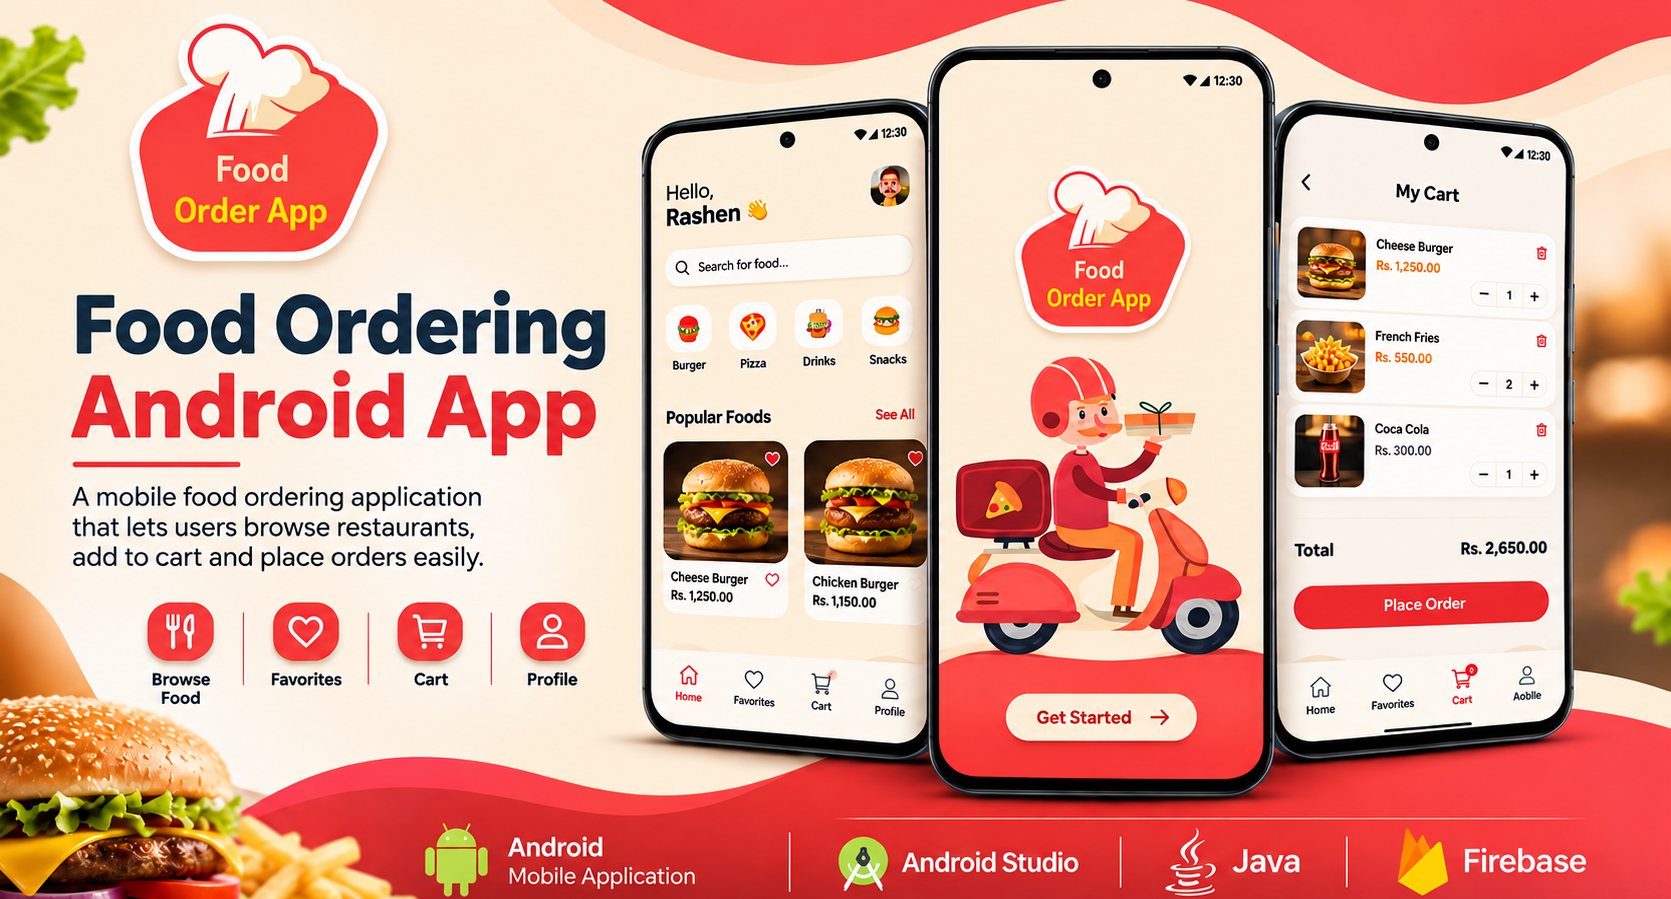 Food
Order App
Food Ordering
Android App
A mobile food ordering application
that lets users browse restaurants,
add to cart and place orders easily.
Browse
Food
Favorites
Cart
Profile
12:30
Hello,
Rashen
Search for food...
Burger
Pizza
Drinks
Snacks
Popular Foods
See All
Cheese Burger
Rs. 1,250.00
Chicken Burger
Rs. 1,150.00
Home
Favorites
Cart
Profile
12:30
Food
Order App
Get Started
12:30
My Cart
Cheese Burger
Rs. 1,250.00
1
French Fries
Rs. 550.00
2
Coca Cola
Rs. 300.00
1
Total
Rs. 2,650.00
Place Order
Home
Favorites
Cart
Aoblle
Android
Mobile Application
Android Studio
Java
Firebase